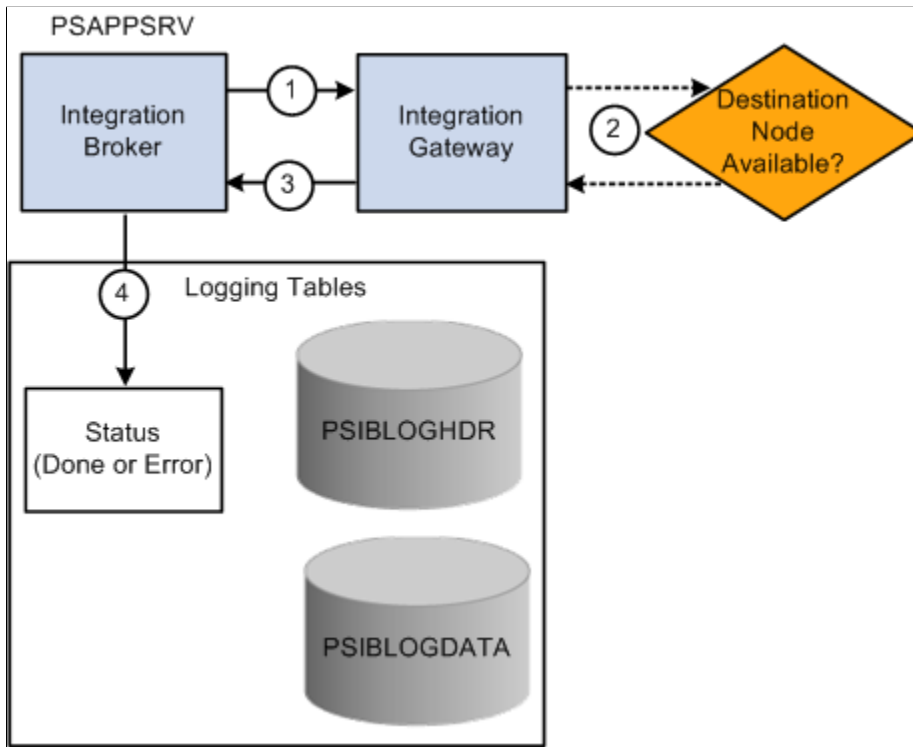 PSAPPSRV
Integration
Broker
1
Integration
Gateway
2
Destination
Node
Available?
3
4
Logging Tables
Status
(Done or Error)
PSIBLOGHDR
PSIBLOGDATA